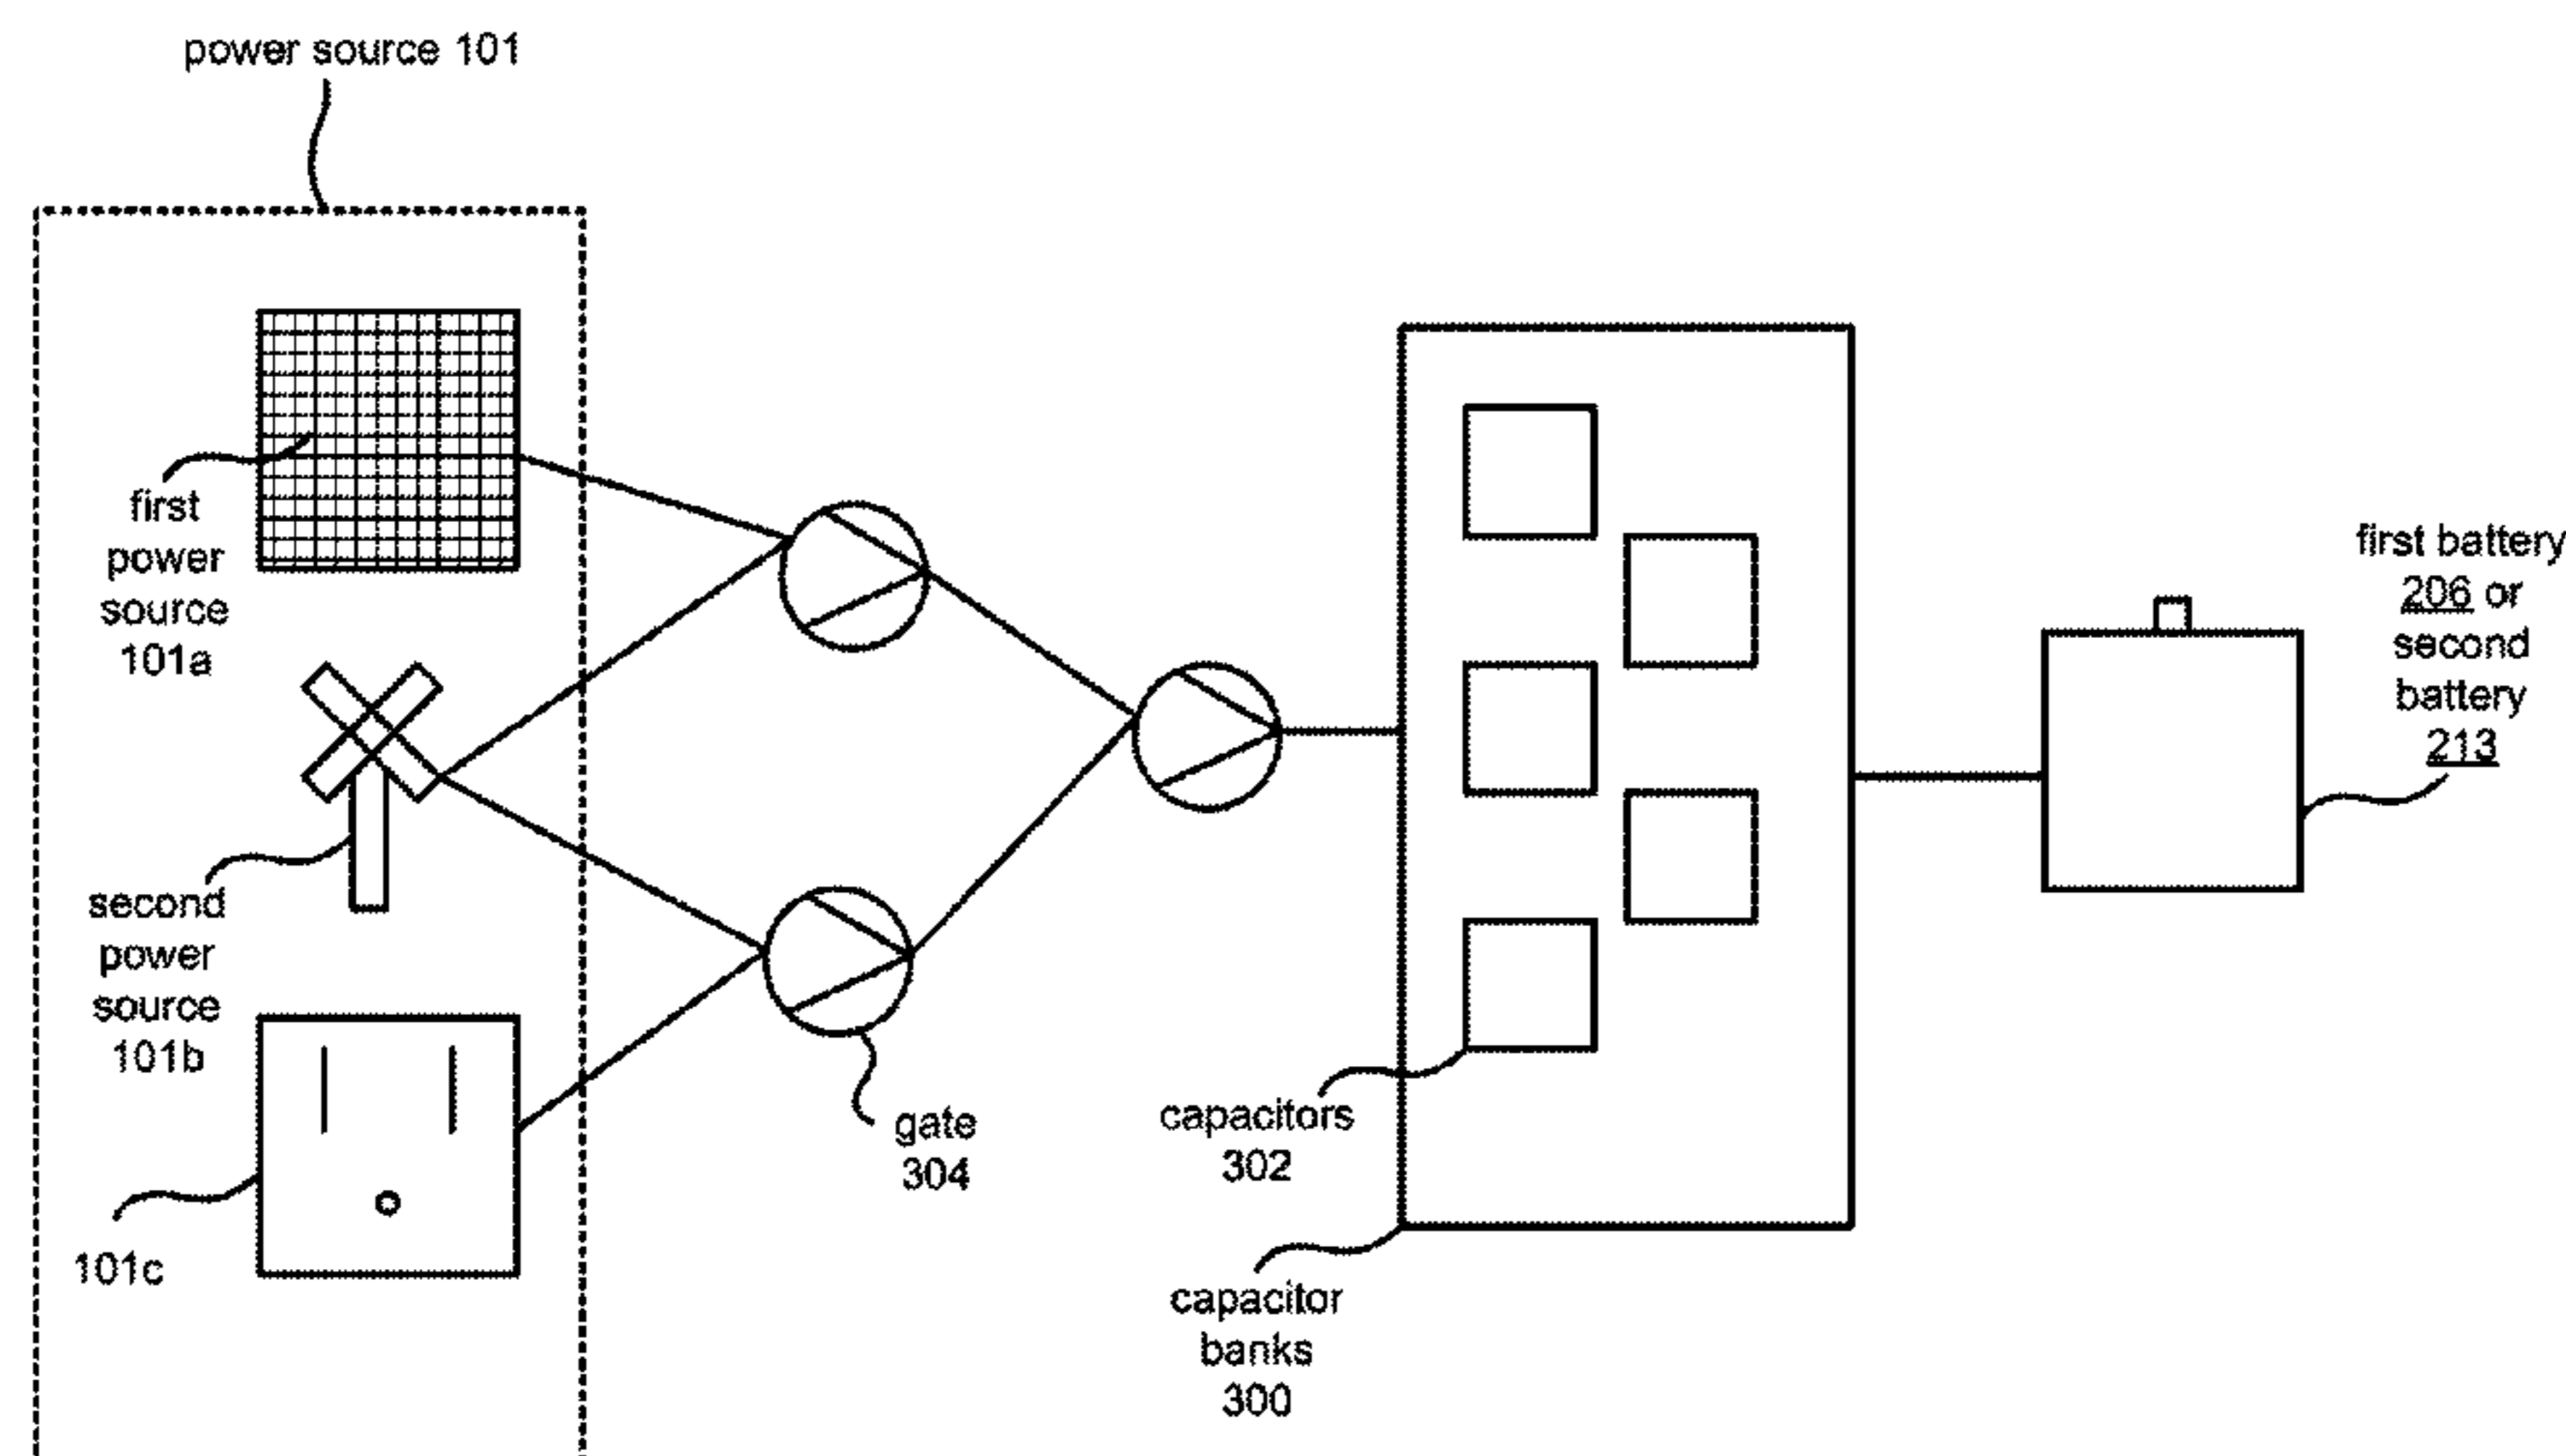 power source 101
first
power
source
101a
second
power
source
101b
101c
gate
304
capacitors
302
capacitor
banks
300
first battery
206 or
second
battery
213